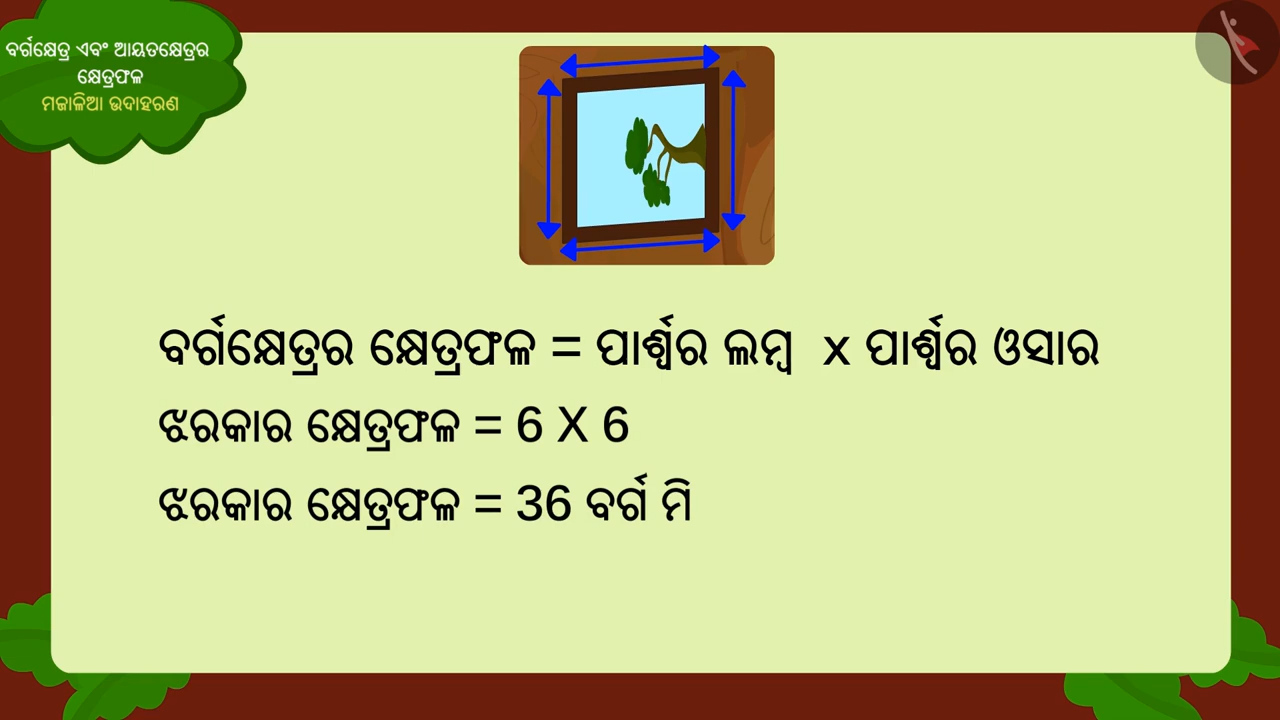 ବର୍ଗକ୍ଷେତ୍ର ଏବଂ ଆୟତକ୍ଷେତ୍ରର
କ୍ଷେତ୍ରଫଳ
ମଜାଳିଆ ଉଦାହରଣ
ବର୍ଗକ୍ଷେତ୍ରର କ୍ଷେତ୍ରଫଳ = ପାର୍ଶ୍ୱର ଲମ୍ବ x ପାର୍ଶ୍ୱର ଓସାର
ଝରକାର କ୍ଷେତ୍ରଫଳ = 6 X 6
ଝରକାର କ୍ଷେତ୍ରଫଳ = 36 ବର୍ଗ ମି